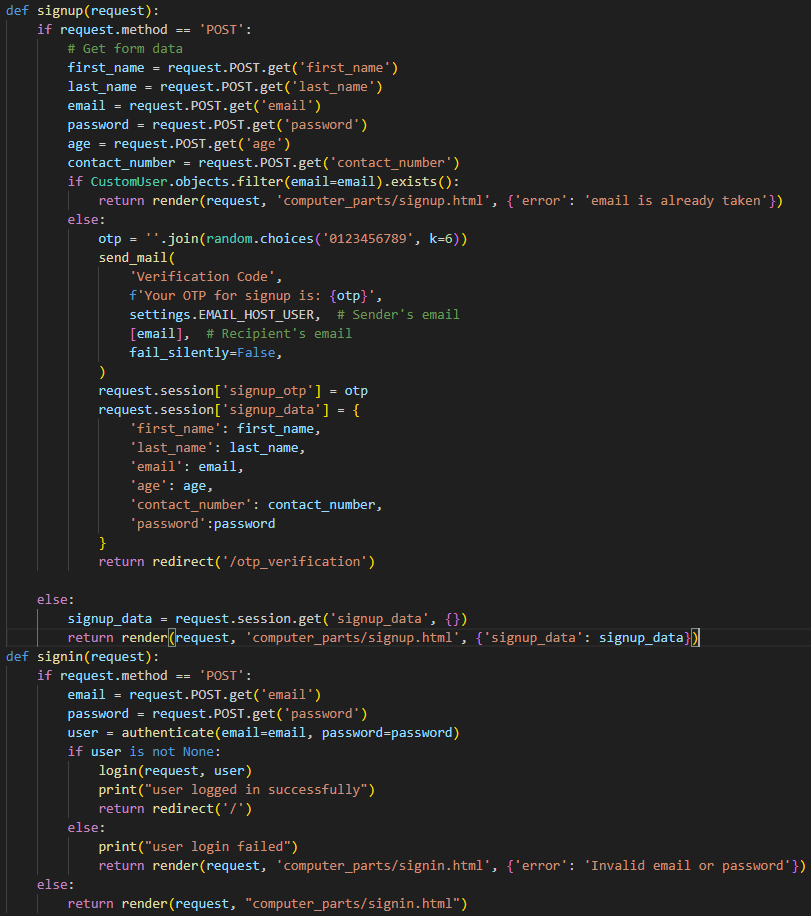 def signup(request):
    if request.method == 'POST':
        # Get form data
        first_name = request.POST.get('first_name')
        last_name = request.POST.get('last_name')
        email = request.POST.get('email')
        password = request.POST.get('password')
        age = request.POST.get('age')
        contact_number = request.POST.get('contact_number')
        if CustomUser.objects.filter(email=email).exists():
            return render(request, 'computer_parts/signup.html', {'error': 'email is already taken'})
        else:
            otp = ''.join(random.choices('0123456789', k=6))
            send_mail(
                'Verification Code',
                f'Your OTP for signup is: {otp}',
                settings.EMAIL_HOST_USER,  # Sender's email
                [email],  # Recipient's email
                fail_silently=False,
            )
            request.session['signup_otp'] = otp
            request.session['signup_data'] = {
                'first_name': first_name,
                'last_name': last_name,
                'email': email,
                'age': age,
                'contact_number': contact_number,
                'password':password
            }
            return redirect('/otp_verification')

    else:
        signup_data = request.session.get('signup_data', {})
        return render(request, 'computer_parts/signup.html', {'signup_data': signup_data})
def signin(request):
    if request.method == 'POST':
        email = request.POST.get('email')
        password = request.POST.get('password')
        user = authenticate(email=email, password=password)
        if user is not None:
            login(request, user)
            print("user logged in successfully")
            return redirect('/')
        else:
            print("user login failed")
            return render(request, 'computer_parts/signin.html', {'error': 'Invalid email or password'})
    else:
        return render(request, "computer_parts/signin.html")